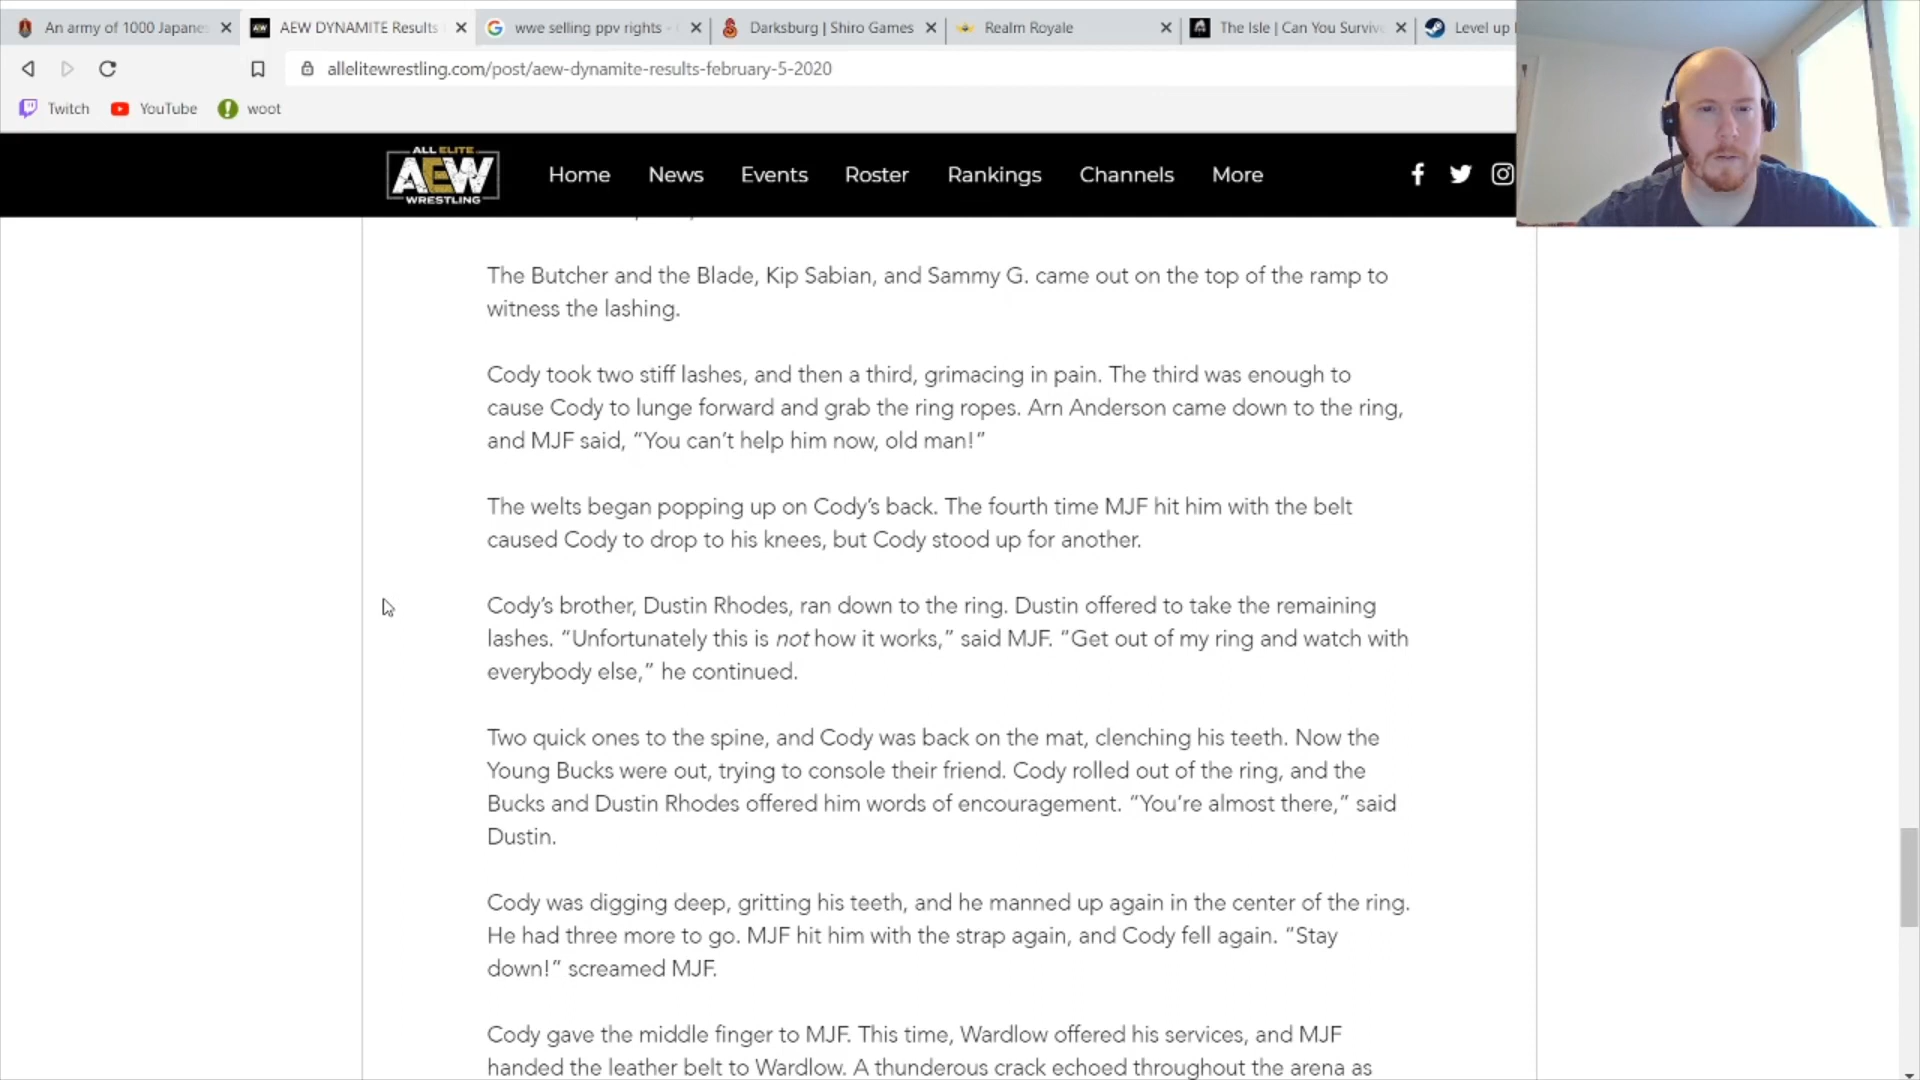 An army of 1000 Japane
AEW DYNAMITE Results
wwe selling ppv rights -
Darksburg | Shiro Games
Realm Royale
The Isle | Can You Surviv
Level up
allelitewrestling.com/post/aew-dynamite-results-february-5-2020
Twitch
YouTube
woot
ALL ELITE
AEW
WRESTLING
Home
News
Events
Roster
Rankings
Channels
More
The Butcher and the Blade, Kip Sabian, and Sammy G. came out on the top of the ramp to
witness the lashing.
Cody took two stiff lashes, and then a third, grimacing in pain. The third was enough to
cause Cody to lunge forward and grab the ring ropes. Arn Anderson came down to the ring,
and MJF said, “You can’t help him now, old man!”
The welts began popping up on Cody’s back. The fourth time MJF hit him with the belt
caused Cody to drop to his knees, but Cody stood up for another.
Cody’s brother, Dustin Rhodes, ran down to the ring. Dustin offered to take the remaining
lashes. “Unfortunately this is not how it works,” said MJF. “Get out of my ring and watch with
everybody else,” he continued.
Two quick ones to the spine, and Cody was back on the mat, clenching his teeth. Now the
Young Bucks were out, trying to console their friend. Cody rolled out of the ring, and the
Bucks and Dustin Rhodes offered him words of encouragement. “You’re almost there,” said
Dustin.
Cody was digging deep, gritting his teeth, and he manned up again in the center of the ring.
He had three more to go. MJF hit him with the strap again, and Cody fell again. “Stay
down!” screamed MJF.
Cody gave the middle finger to MJF. This time, Wardlow offered his services, and MJF
handed the leather belt to Wardlow. A thunderous crack echoed throughout the arena as